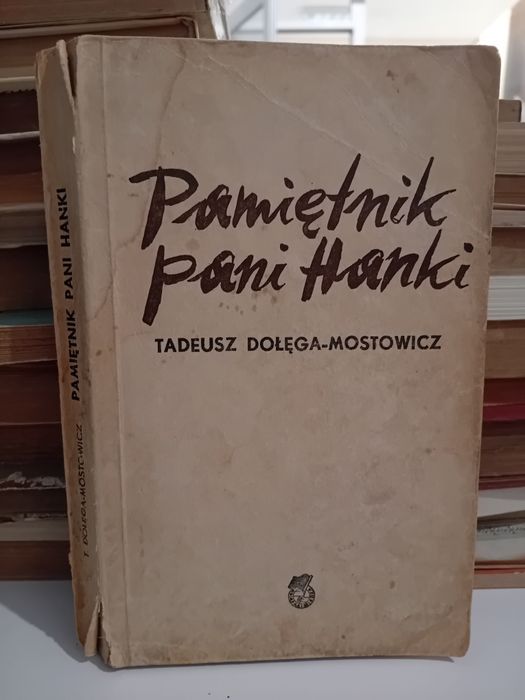 Pamiętnik
pani Hanki
TADEUSZ DOŁĘGA-MOSTOWICZ
T. DOŁĘGA-MOSTOWICZ PAMIĘTNIK PANI HANKI